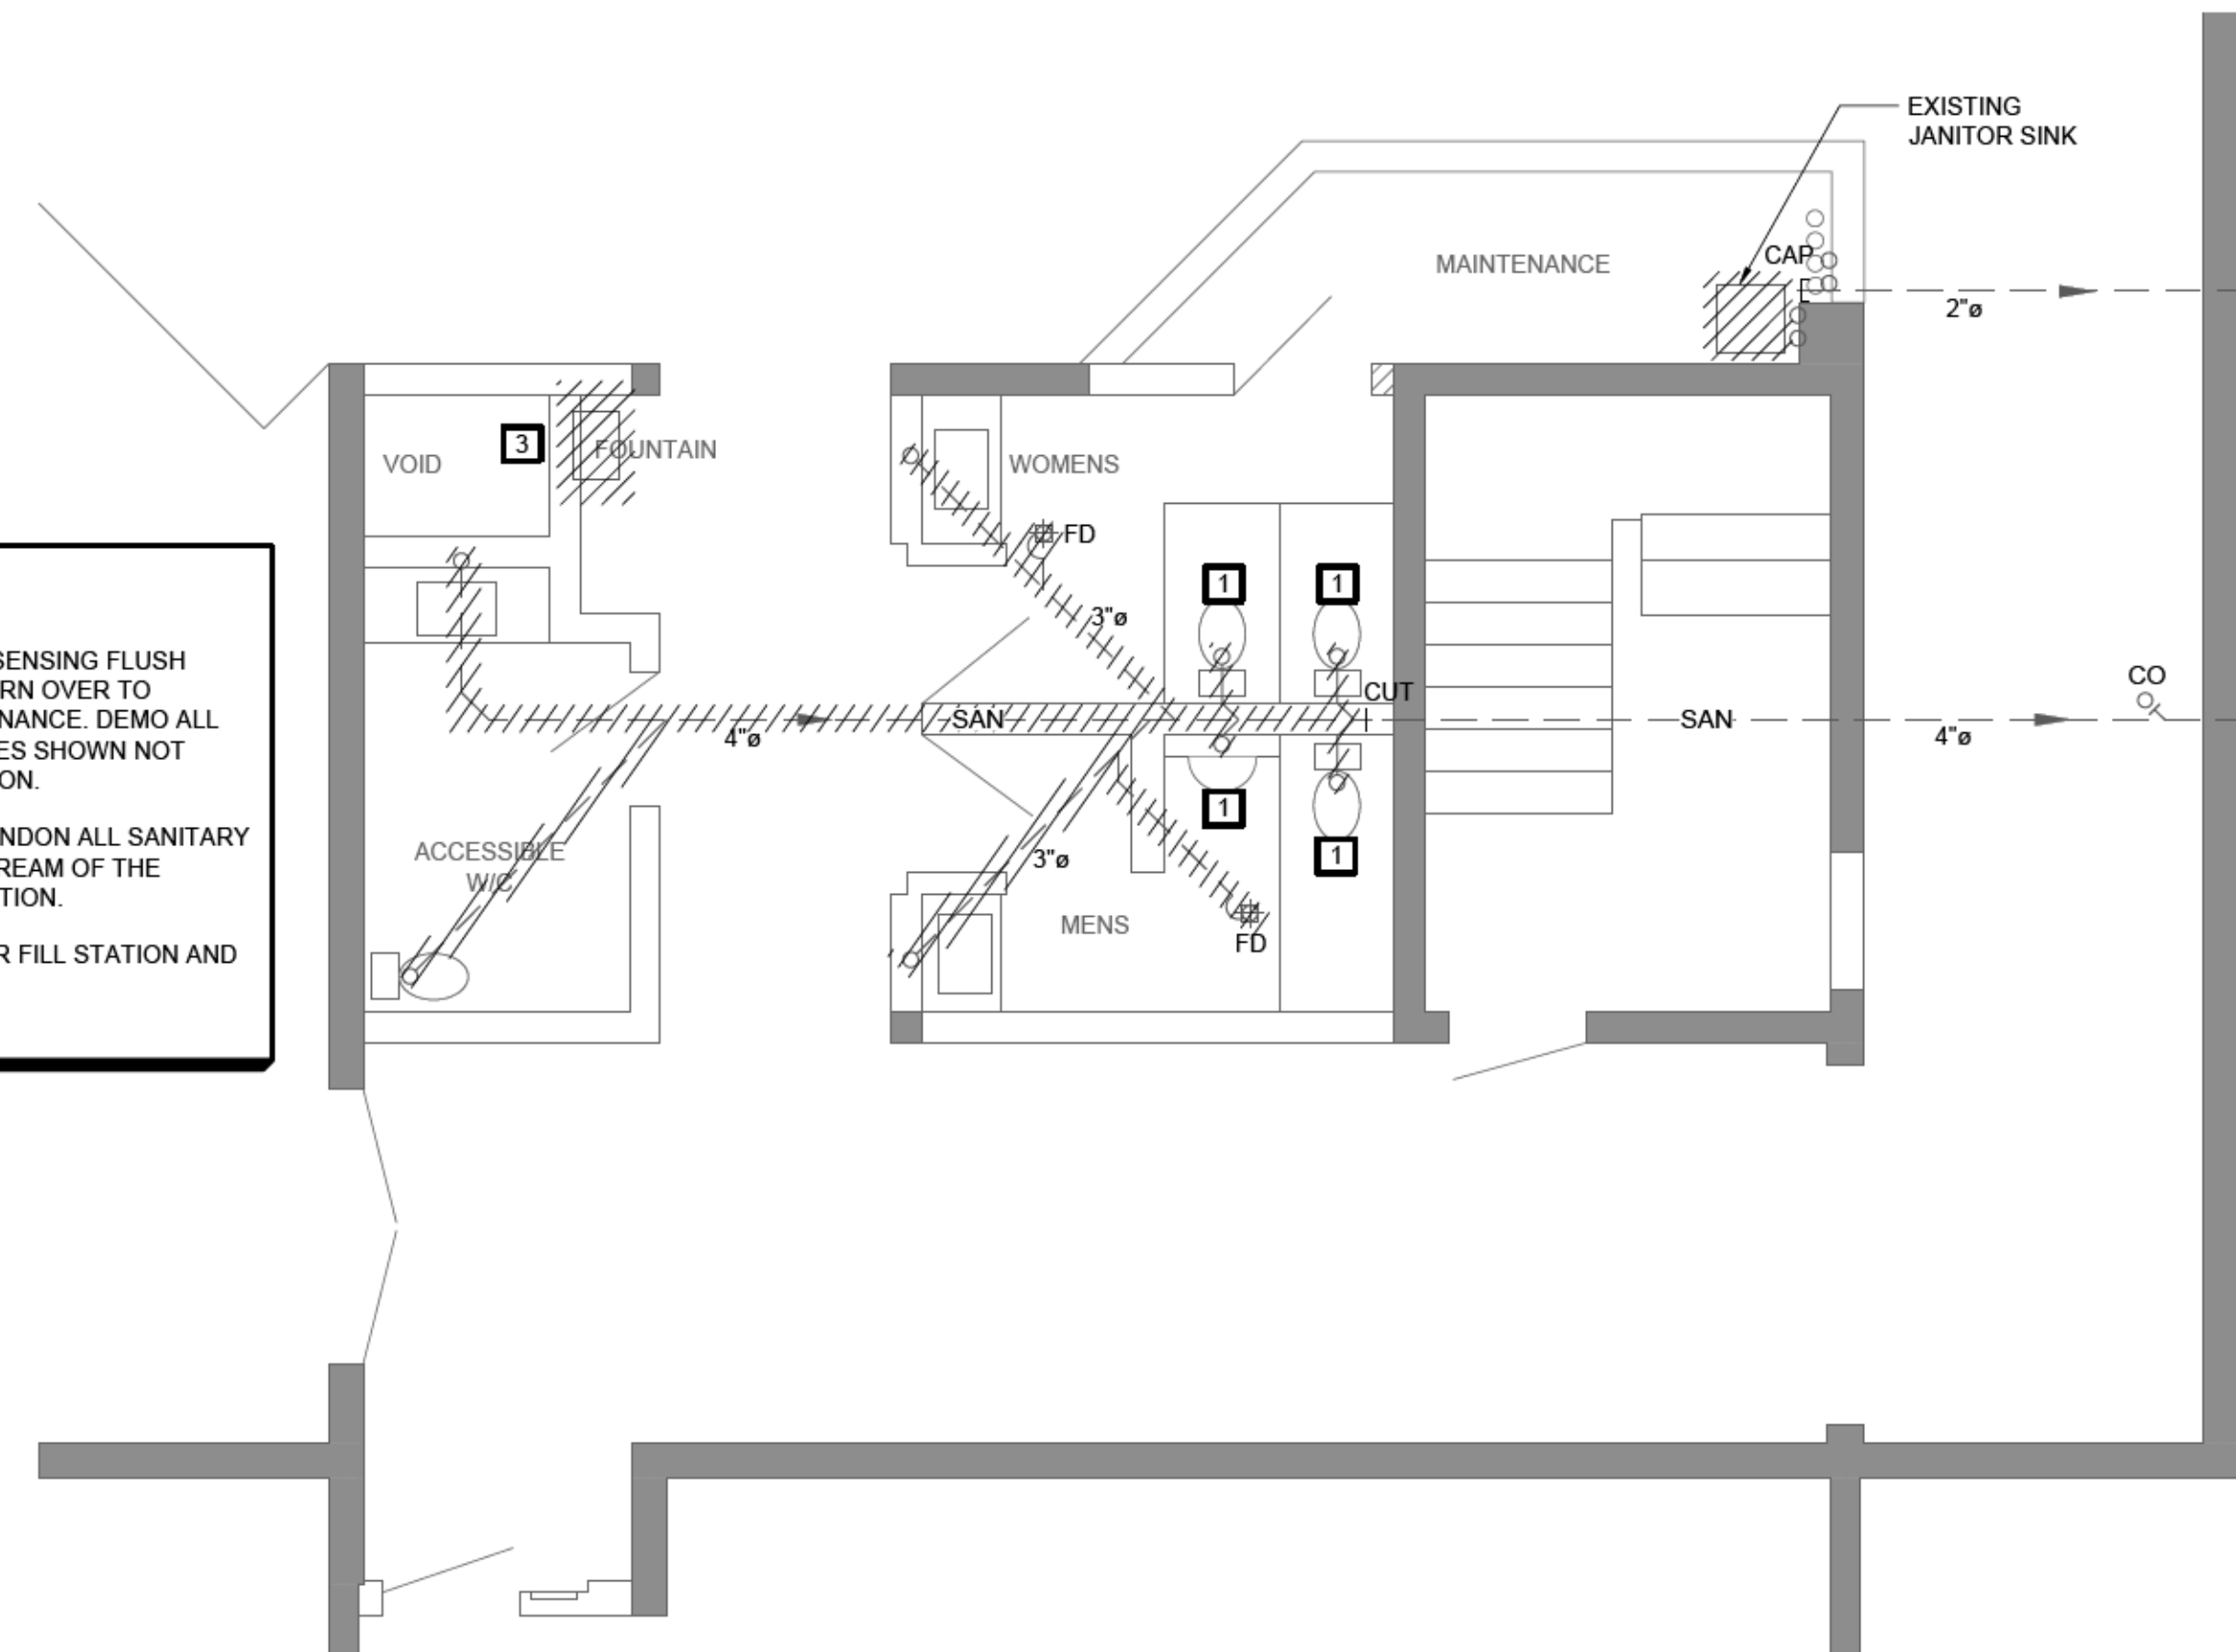 EXISTING
JANITOR SINK
CAP
E
MAINTENANCE
2"ø
3
FOUNTAIN
VOID
WOMENS
FD
1
1
3"ø
SENSING FLUSH
RN OVER TO
NANCE. DEMO ALL
ES SHOWN NOT
ON.
NDON ALL SANITARY
REAM OF THE
TION.
R FILL STATION AND
CUT
CO
SAN
SAN
4"ø
4"ø
1
ACCESSIBLE
W/C
3"ø
1
MENS
FD